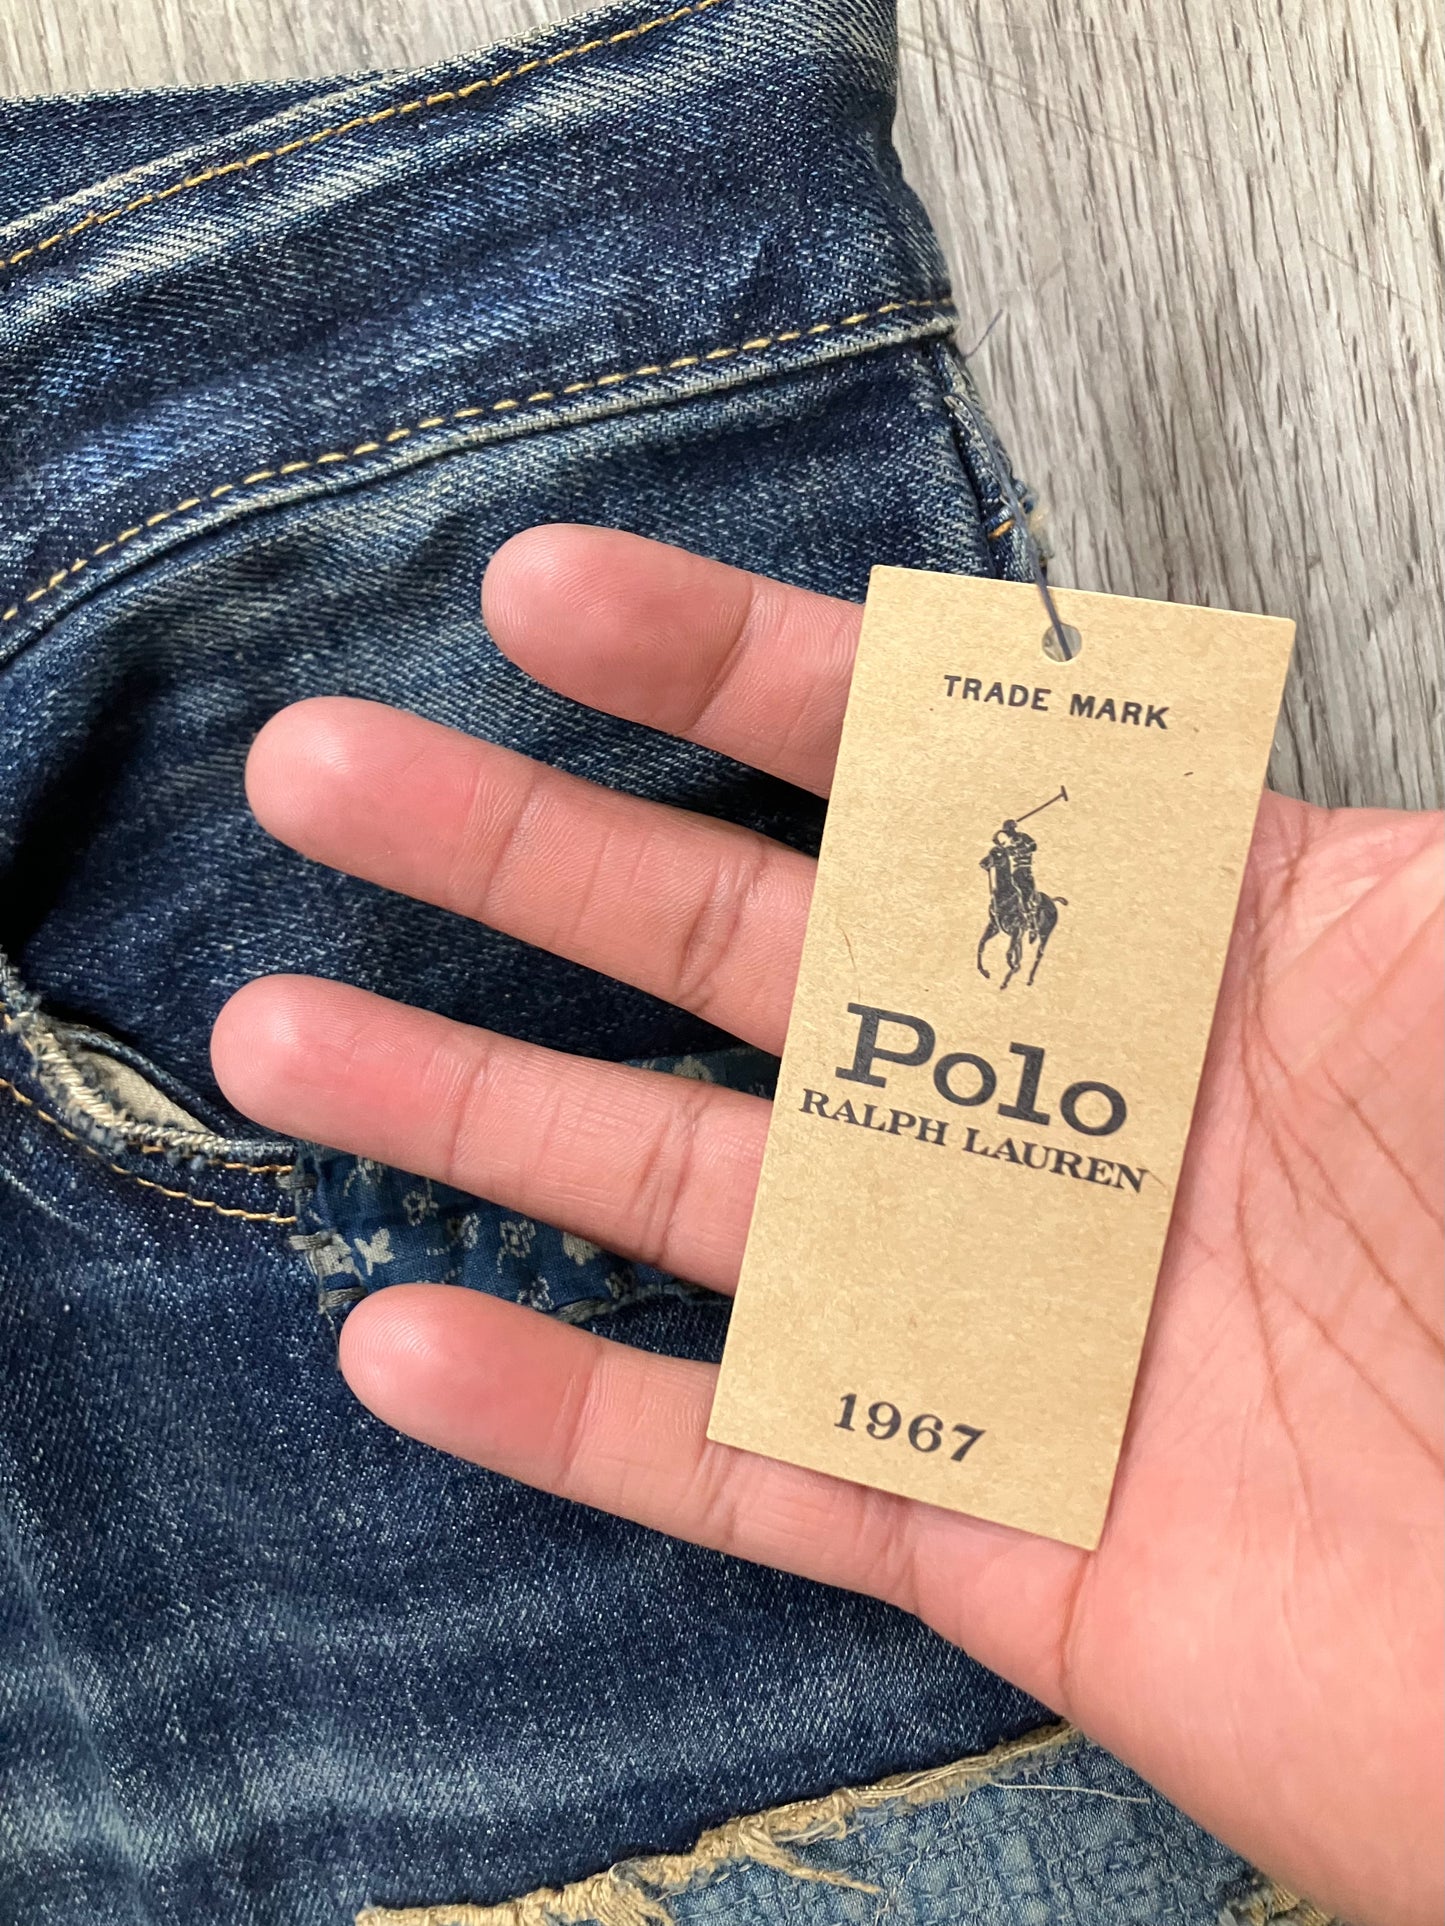 TRADE MARK
Polo
RALPH LAUREN
1967